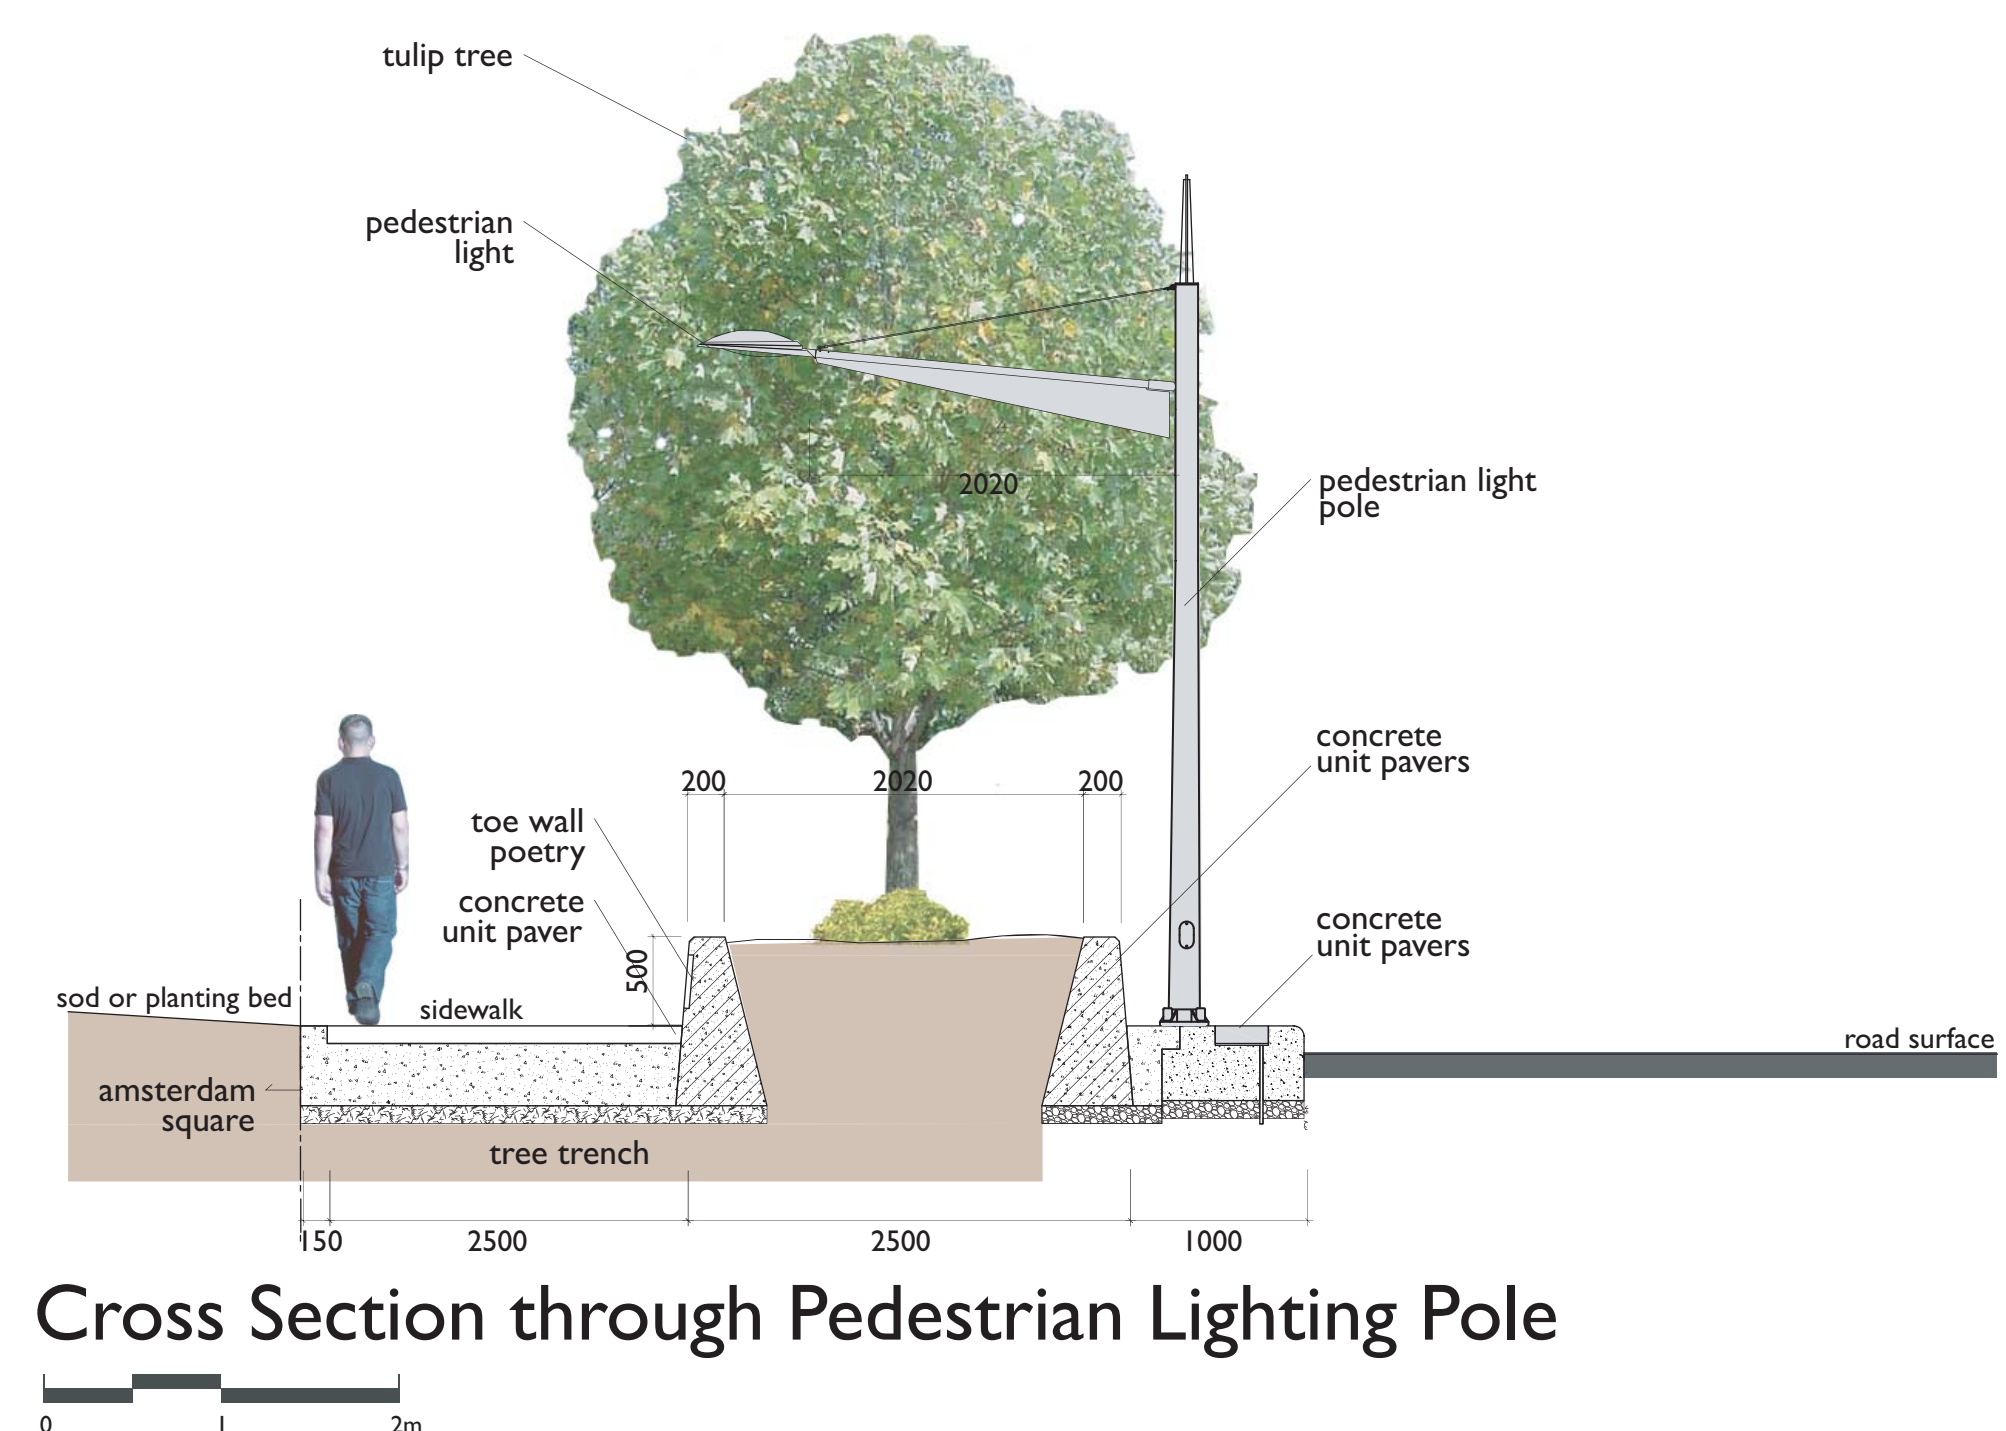 tulip tree
pedestrian
light
2020
pedestrian light
pole
concrete
unit pavers
200
2020
200
toe wall
poetry
concrete
unit paver
500
concrete
unit pavers
sod or planting bed
sidewalk
road surface
amsterdam
square
tree trench
150
2500
2500
1000
Cross Section through Pedestrian Lighting Pole
0
1
2m